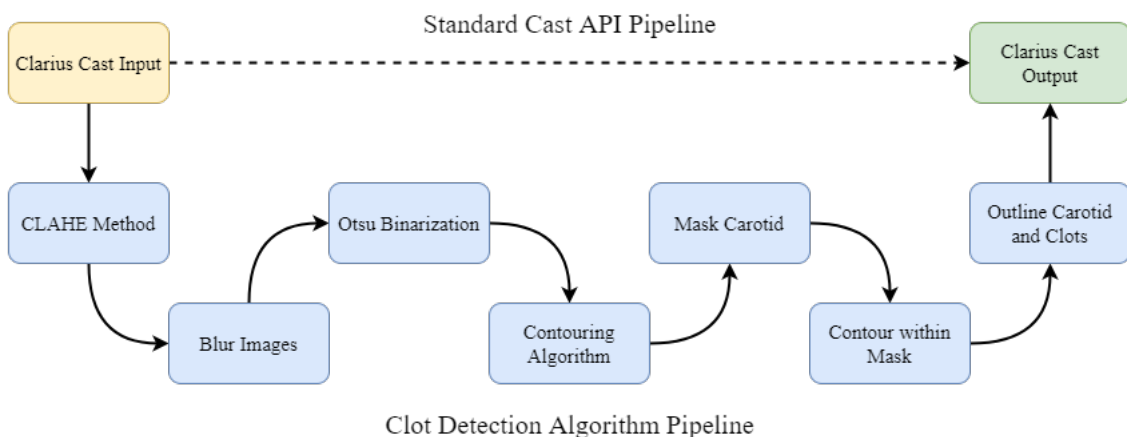 Standard Cast API Pipeline
Clarius Cast Input
Clarius Cast
Output
CLAHE Method
Blur Images
Otsu Binarization
Contouring
Algorithm
Mask Carotid
Contour within
Mask
Outline Carotid
and Clots
Clot Detection Algorithm Pipeline